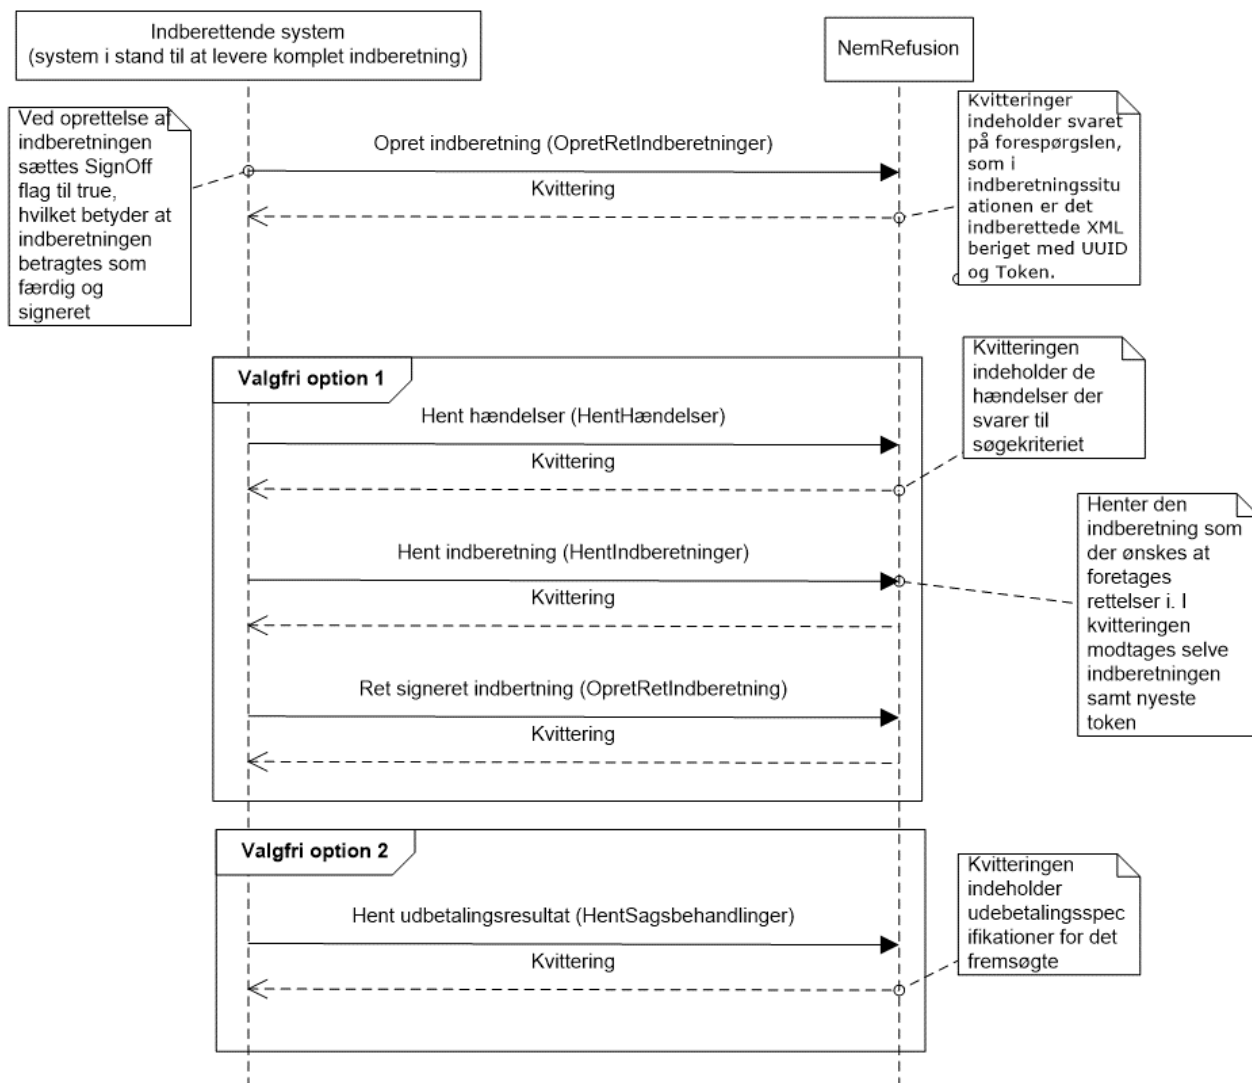 Indberettende system
(system i stand til at levere komplet indberetning)
NemRefusion
Ved oprettelse af
indberetningen
sættes SignOff
flag til true,
hvilket betyder at
indberetningen
betragtes som
færdig og
signeret
Opret indberetning (OpretRetIndberetninger)
Kvittering
Kvitteringer
indeholder svaret
på forespørgslen,
som i
indberetningssitu
ationen er det
indberettede XML
beriget med UUID
og Token.
Valgfri option 1
Hent hændelser (HentHændelser)
Kvittering
Kvitteringen
indeholder de
hændelser der
svarer til
søgekriteriet
Hent indberetning (HentIndberetninger)
Kvittering
Henter den
indberetning som
der ønskes at
foretages
rettelser i. I
kvitteringen
modtages selve
indberetningen
samt nyeste
token
Ret signeret indbertning (OpretRetIndberetning)
Kvittering
Valgfri option 2
Hent udbetalingsresultat (HentSagsbehandlinger)
Kvittering
Kvitteringen
indeholder
udebetalingsspec
ifikationer for det
fremsøgte